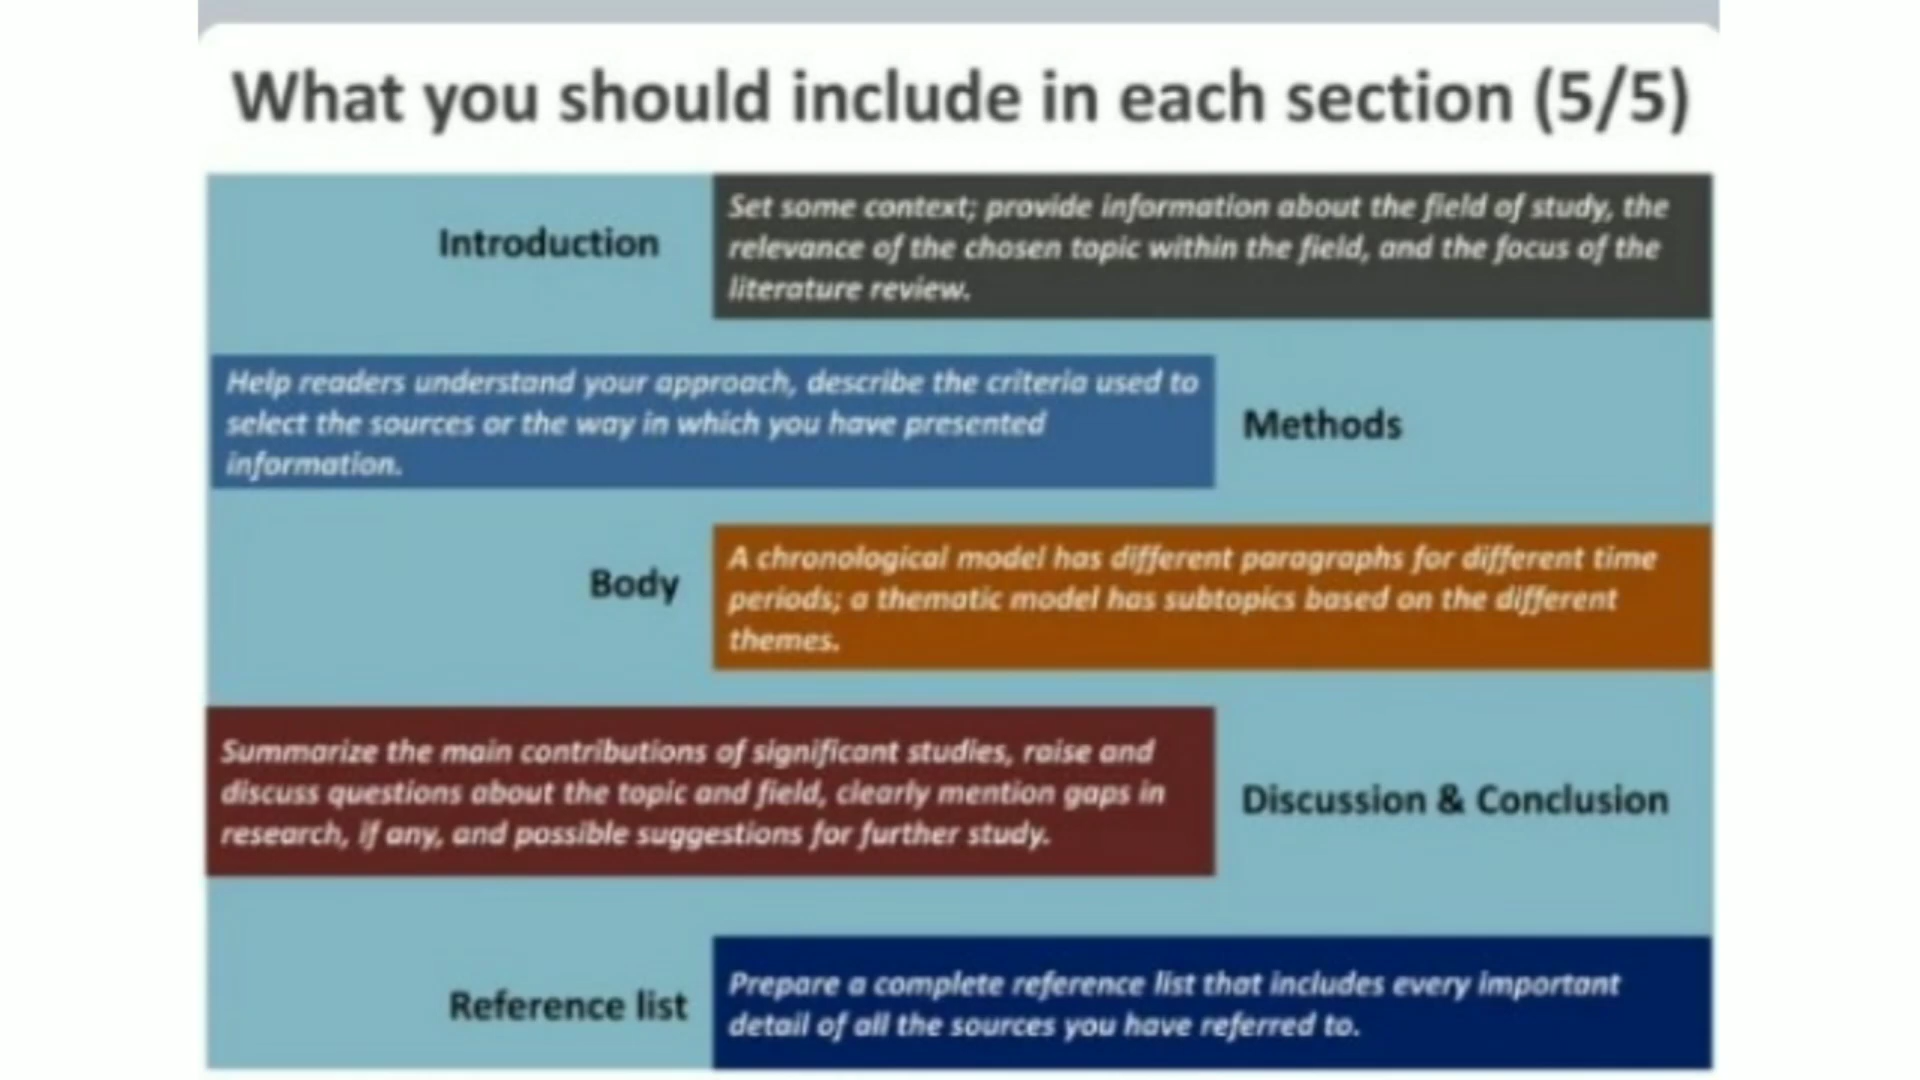 What you should include in each section (5/5)
Introduction
Set some context; provide information about the field of study, the
relevance of the chosen topic within the field, and the focus of the
literature review.
Help readers understand your approach, describe the criteria used to
select the sources or the way in which you have presented
information.
Methods
Body
A chronological model has different paragraphs for different time
periods; a thematic model has subtopics based on the different
themes.
Summarize the main contributions of significant studies, raise and
discuss questions about the topic and field, clearly mention gaps in
research, if any, and possible suggestions for further study.
Discussion & Conclusion
Reference list
Prepare a complete reference list that includes every important
detail of all the sources you have referred to.